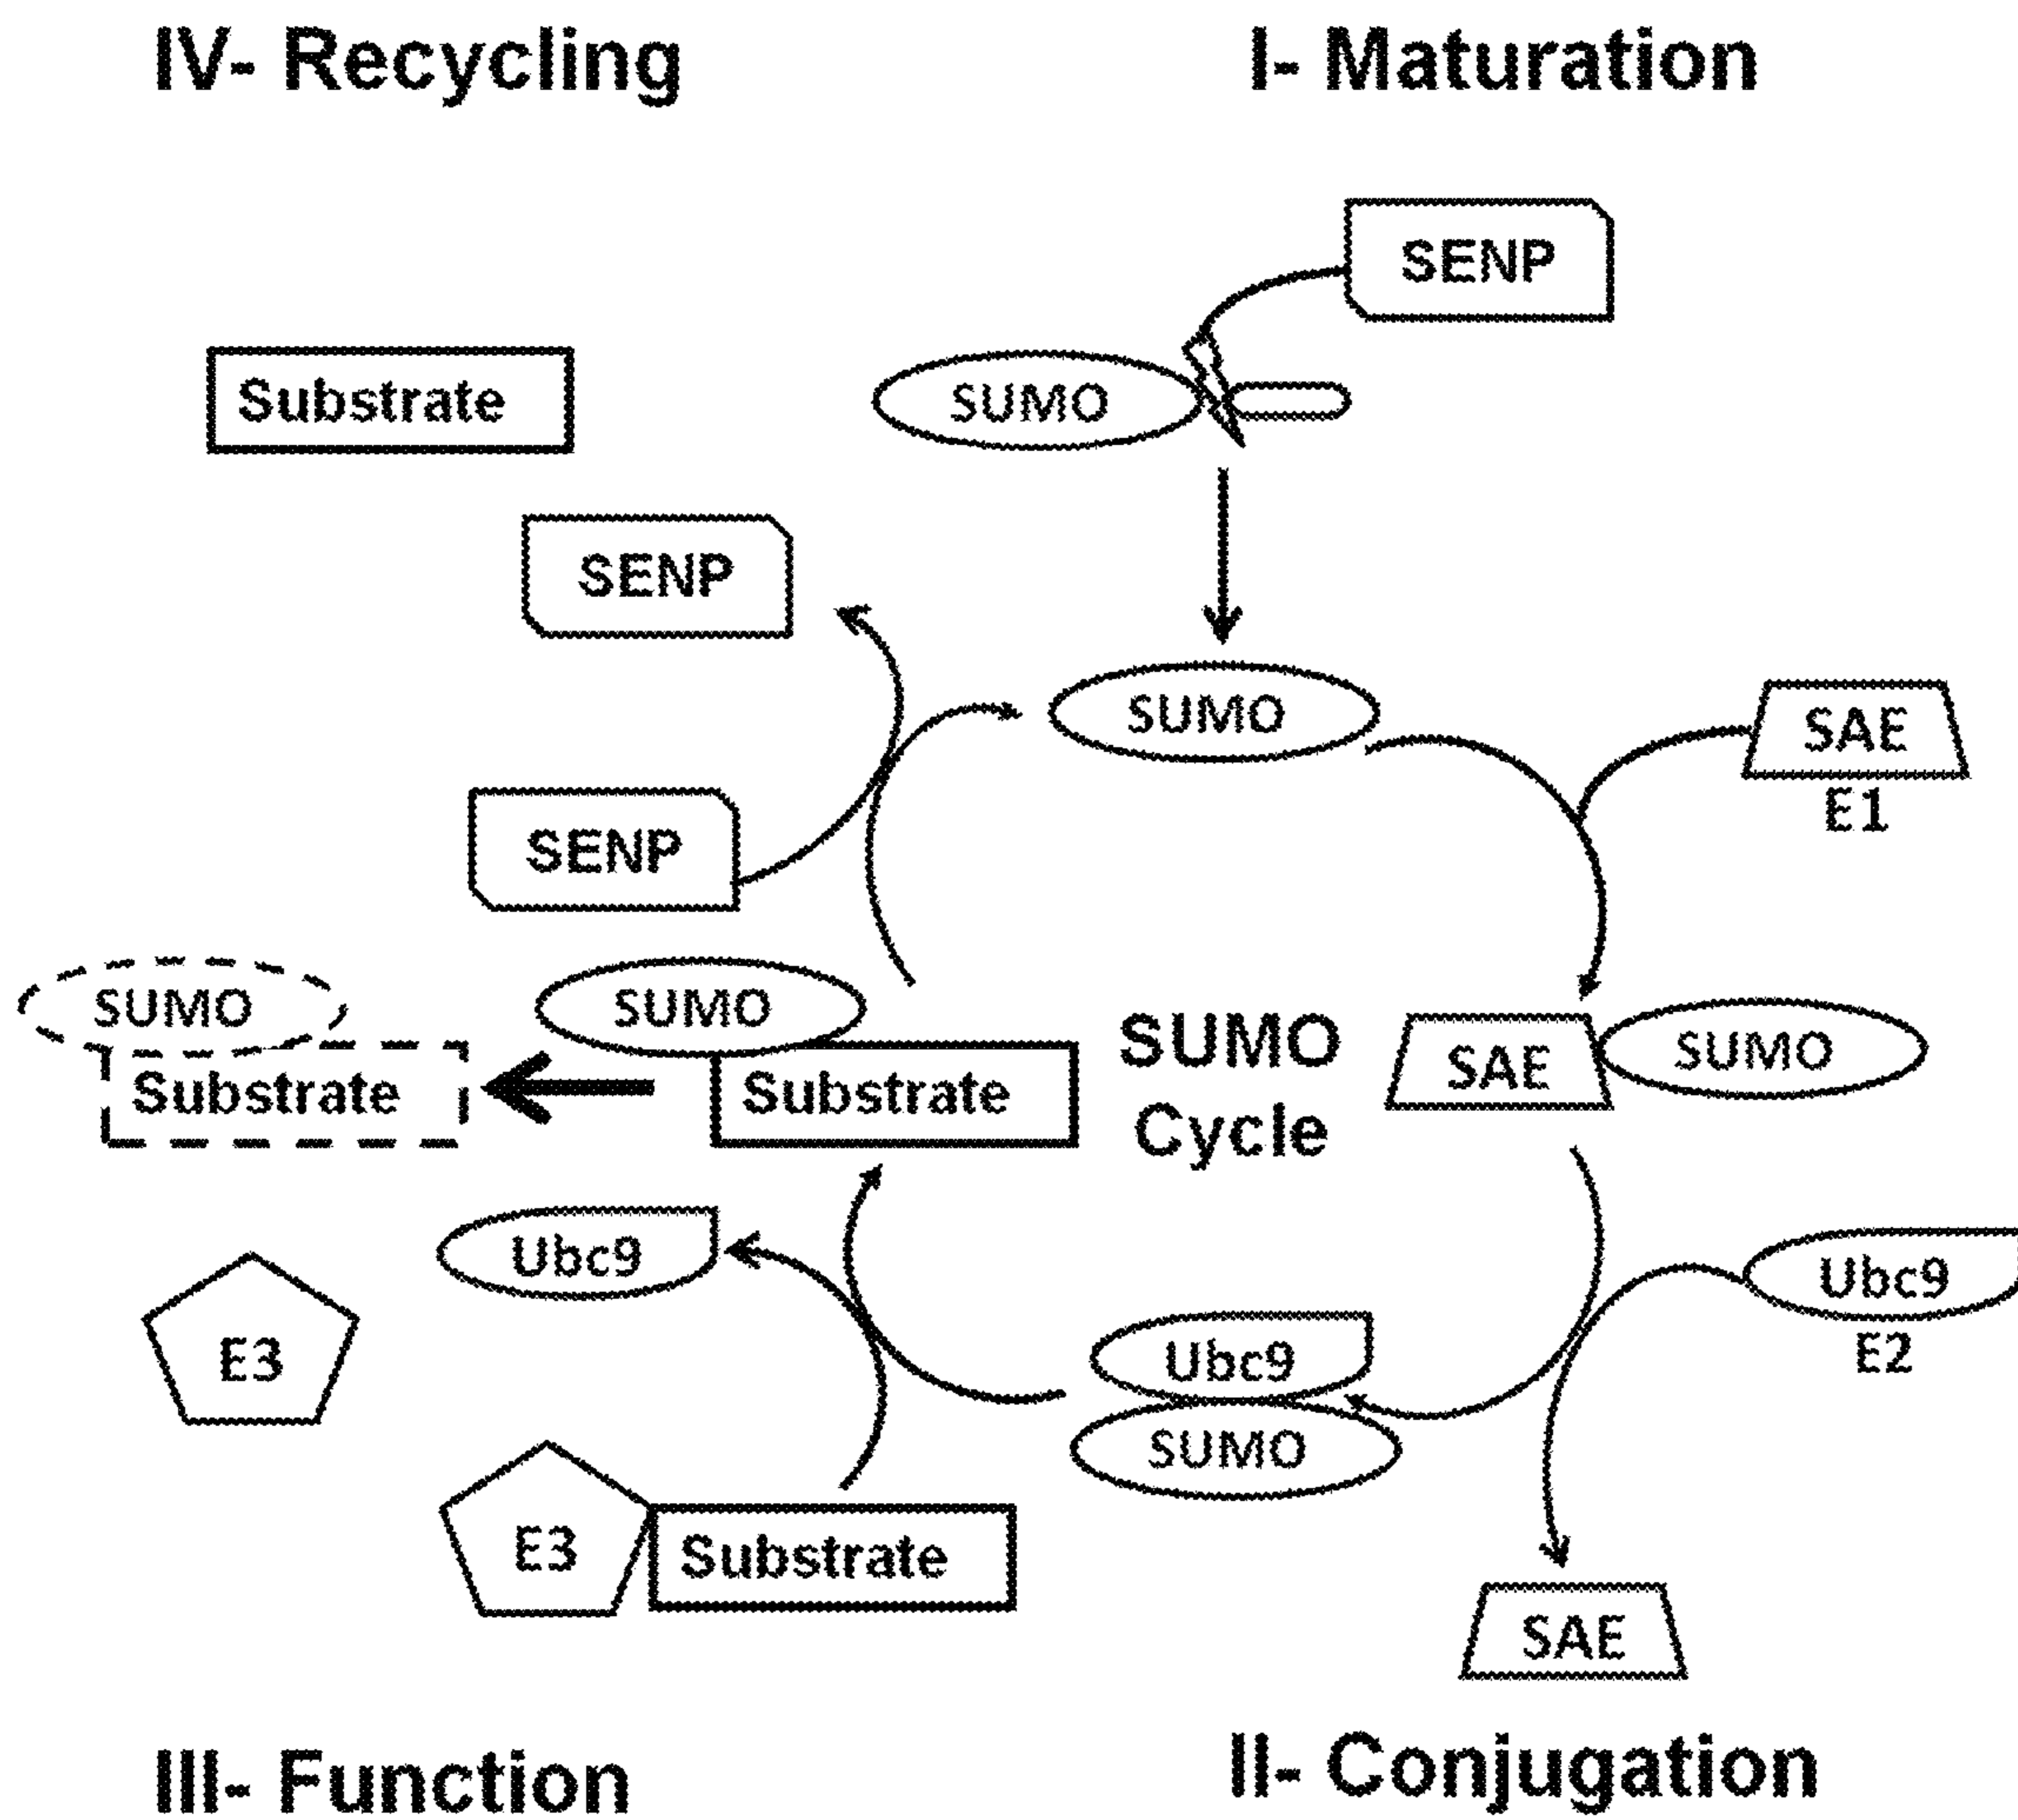 IV- Recycling
I- Maturation
SENP
Substrate
SUMO
SENP
SUMO
SAE
E1
SENP
SUMO
SUMO
Substrate
Substrate
SUMO
Cycle
SAE
SUMO
Ubc9
Ubc9
E2
E3
Ubc9
SUMO
E3
Substrate
SAE
III- Function
II- Conjugation